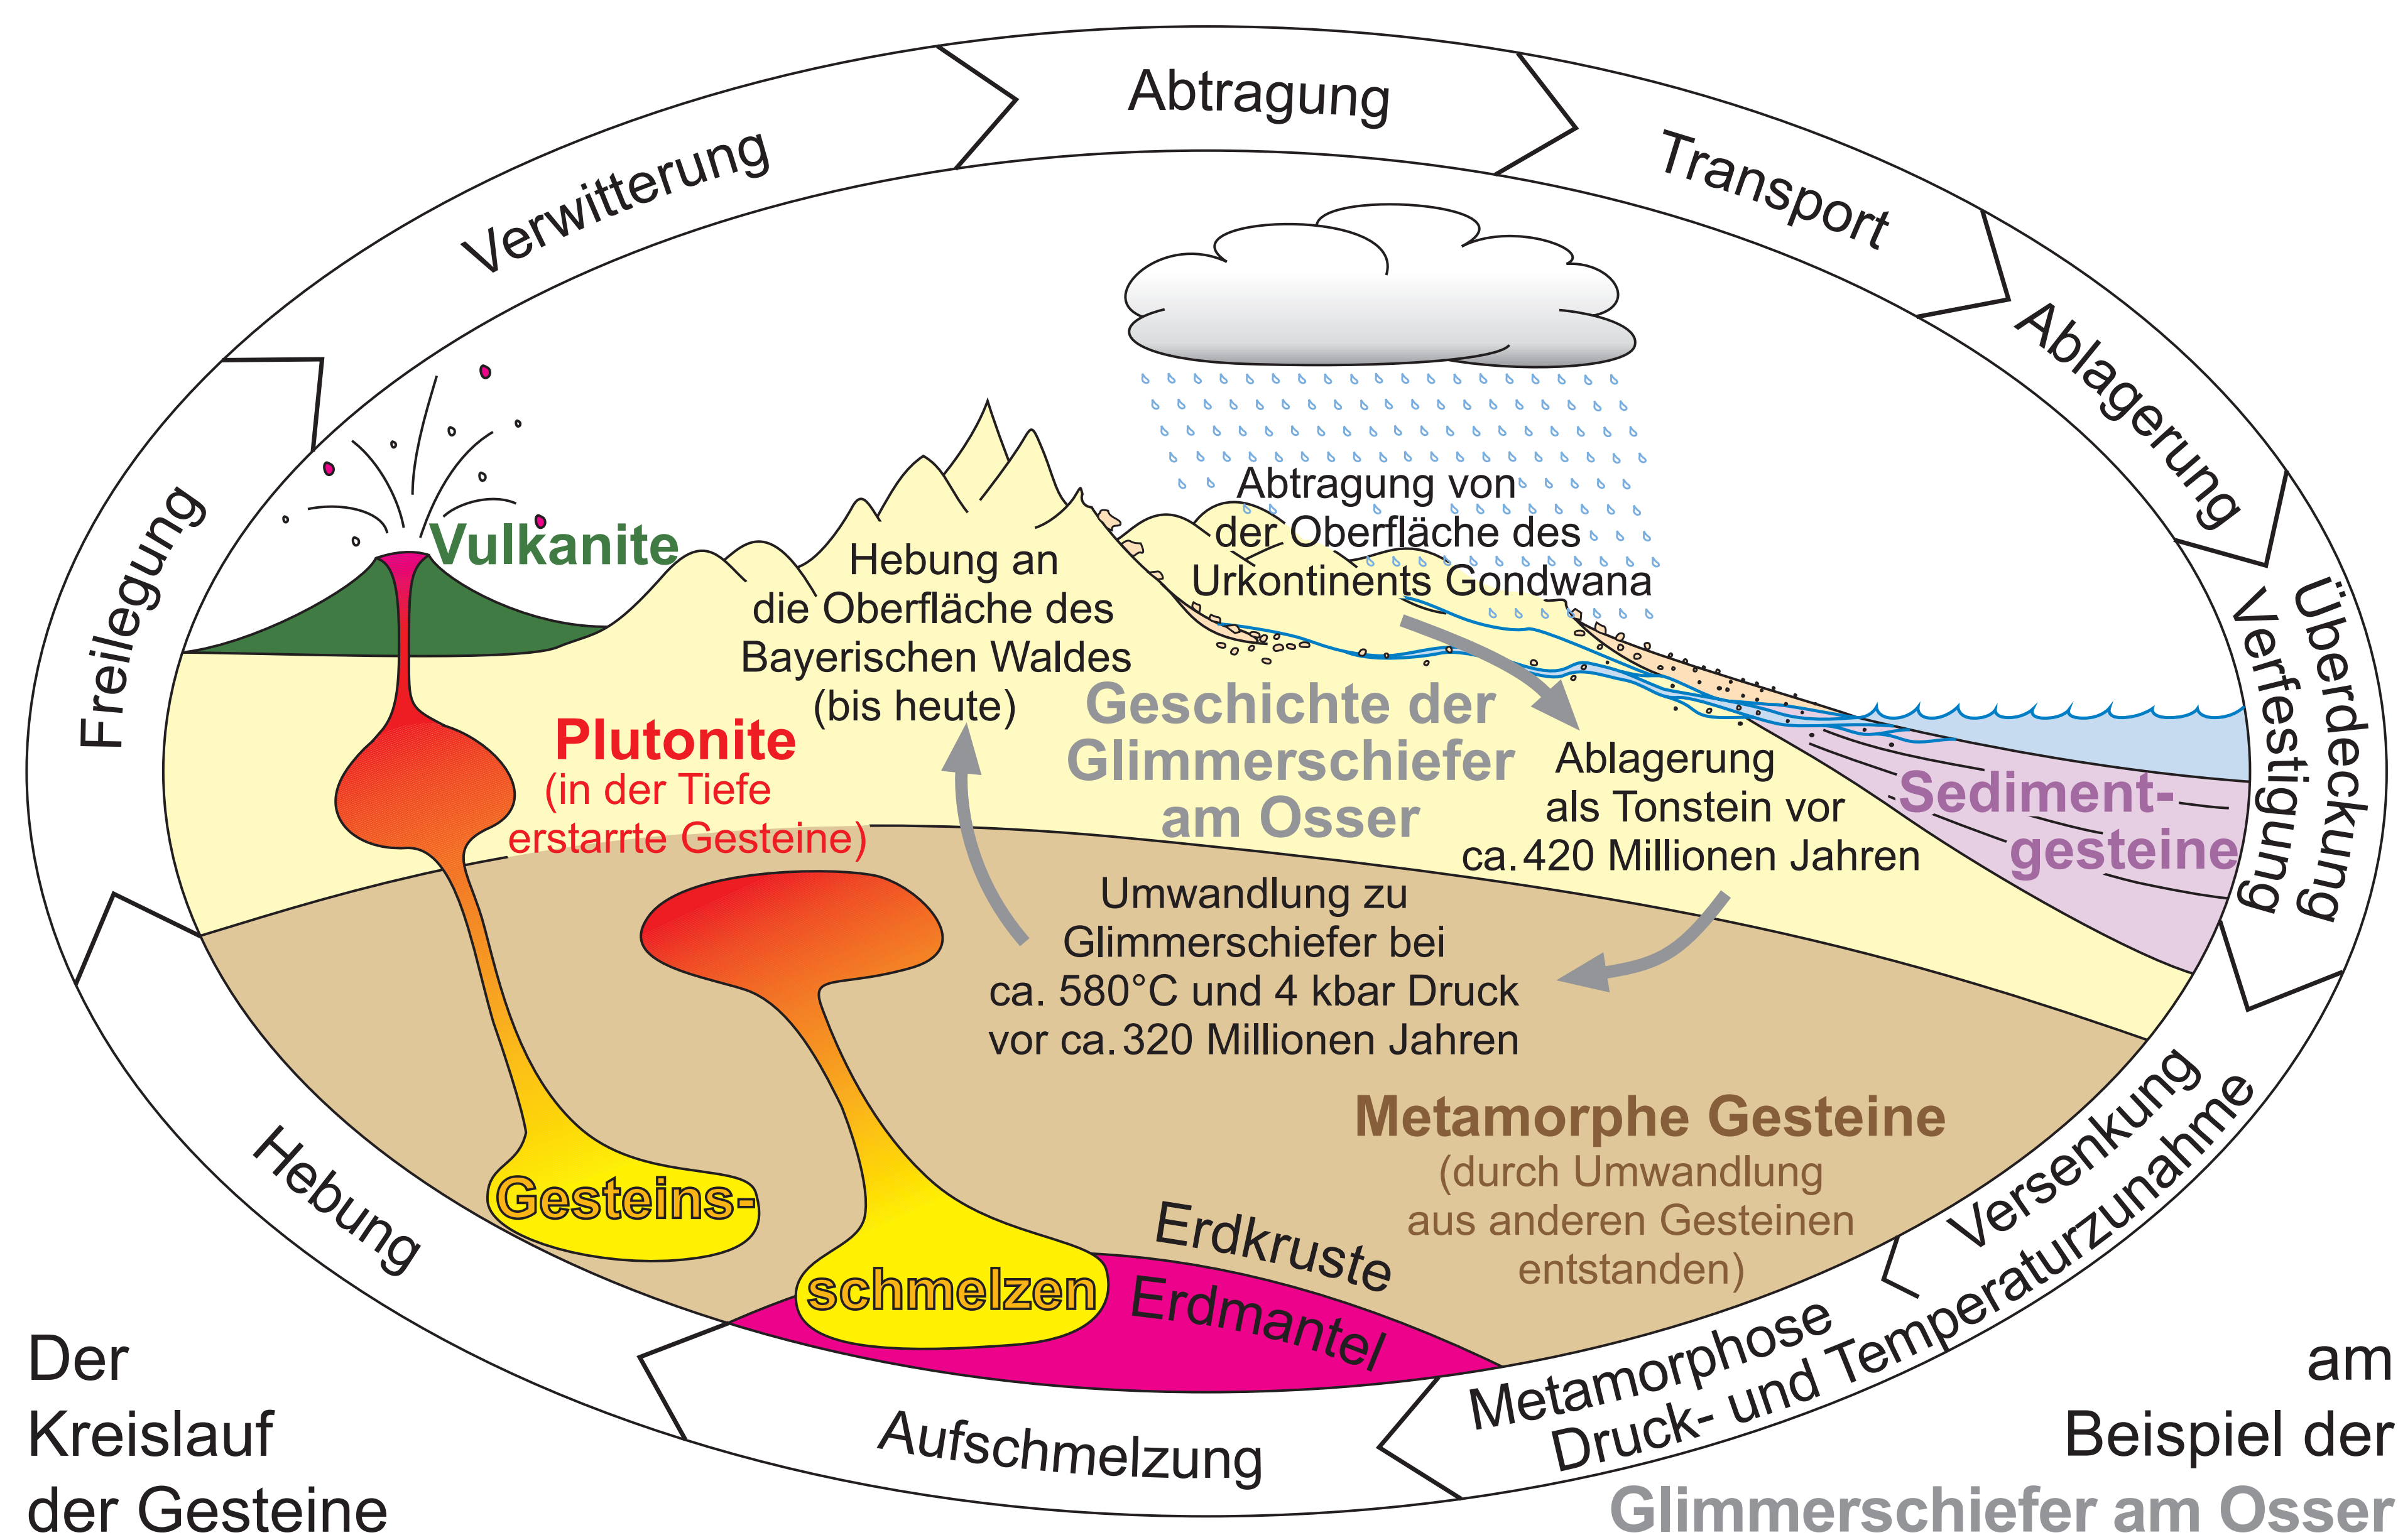 Abtragung
Verwitterung
Transport
Ablagerung
Überdeckung
Verfestigung
Versenkung
Metamorphose
Druck- und Temperaturzunahme
Aufschmelzung
Hebung
Freilegung
Vulkanite
Plutonite
(in der Tiefe
erstarrte Gesteine)
Hebung an
die Oberfläche des
Bayerischen Waldes
(bis heute)
Abtragung von
der Oberfläche des
Urkontinents Gondwana
Geschichte der
Glimmerschiefer
am Osser
Ablagerung
als Tonstein vor
ca. 420 Millionen Jahren
Sediment-
gesteine
Umwandlung zu
Glimmerschiefer bei
ca. 580°C und 4 kbar Druck
vor ca. 320 Millionen Jahren
Metamorphe Gesteine
(durch Umwandlung
aus anderen Gesteinen
entstanden)
Gesteins-
schmelzen
Erdkruste
Erdmantel
Der
Kreislauf
der Gesteine
am
Beispiel der
Glimmerschiefer am Osser